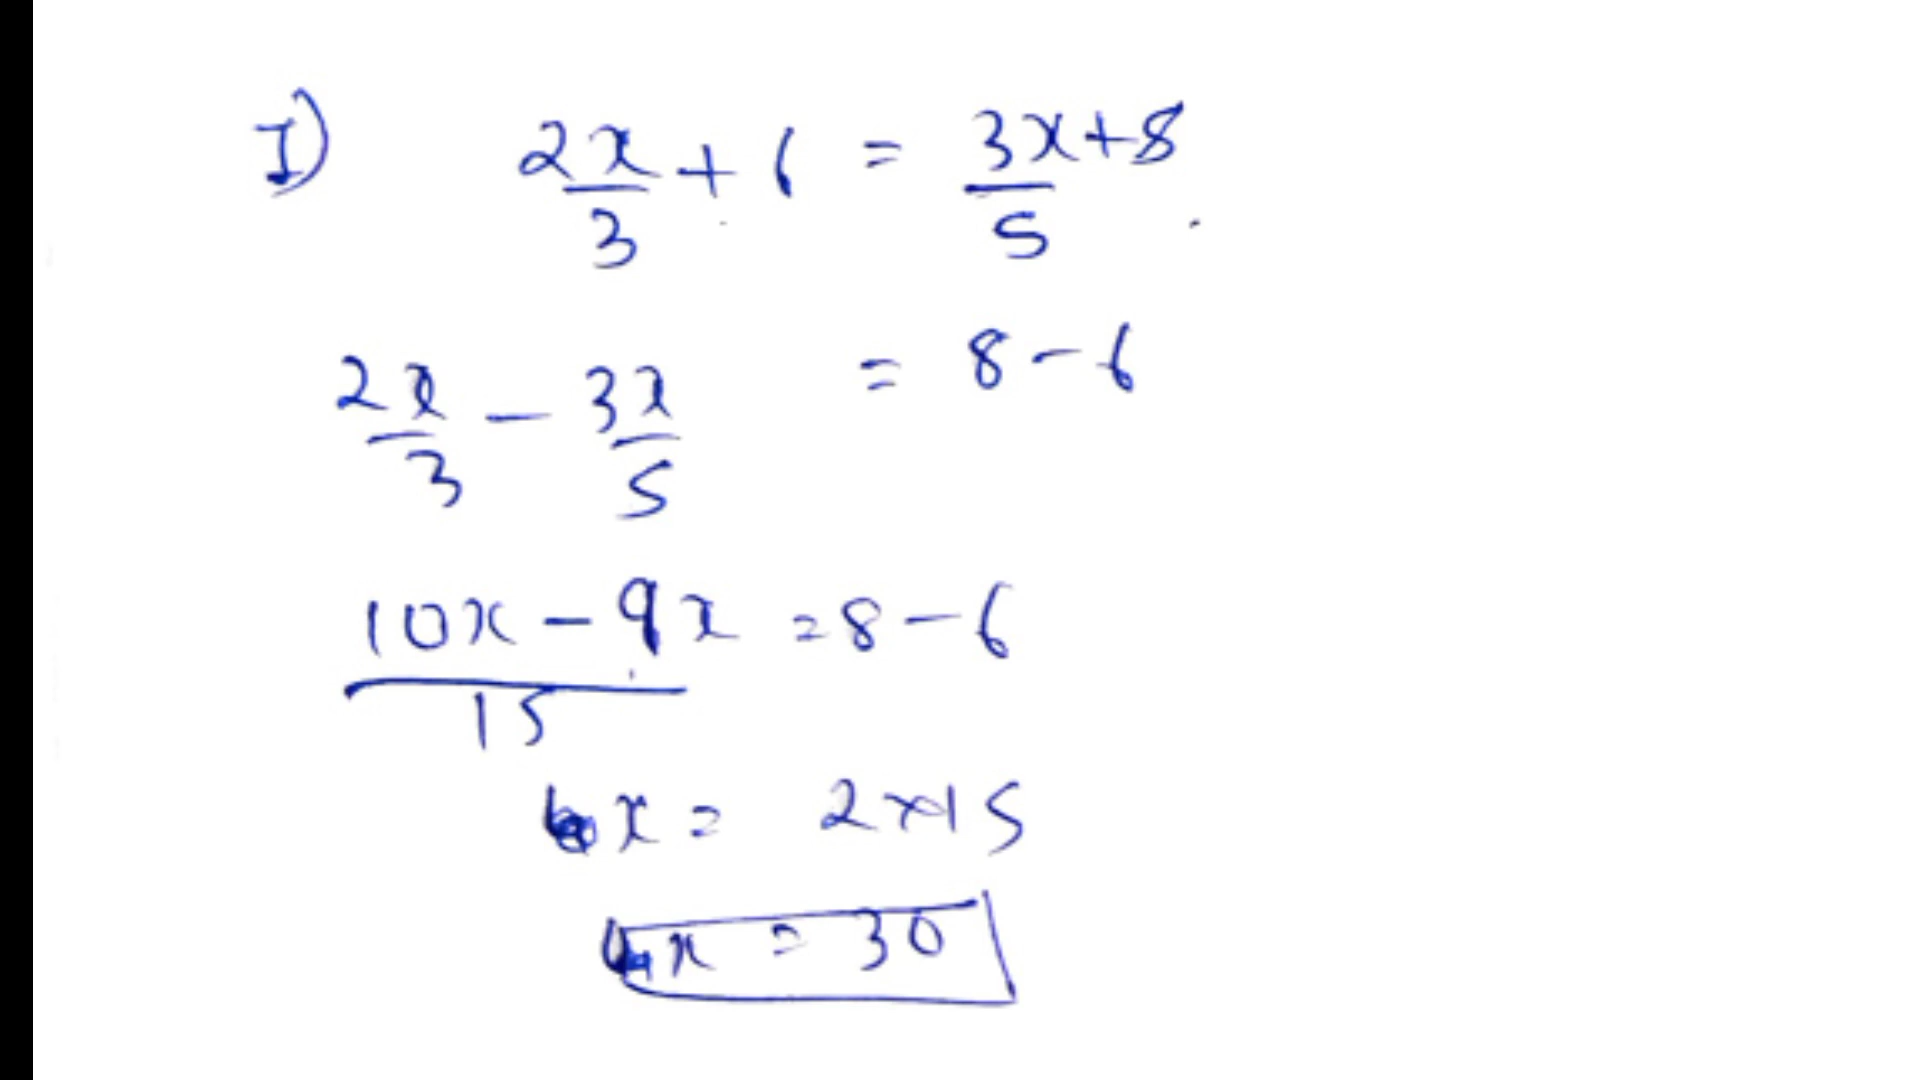 I) 2x/3 + 6 = 3x/5 + 8
2x/3 - 3x/5 = 8 - 6
10x - 9x/15 = 8 - 6
x = 2 × 15
x = 30